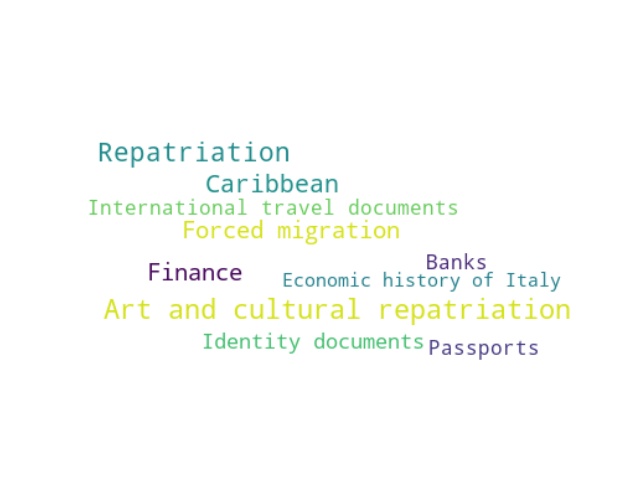 Repatriation
Caribbean
International travel documents
Forced migration
Banks
Finance
Economic history of Italy
Art and cultural repatriation
Identity documents
Passports